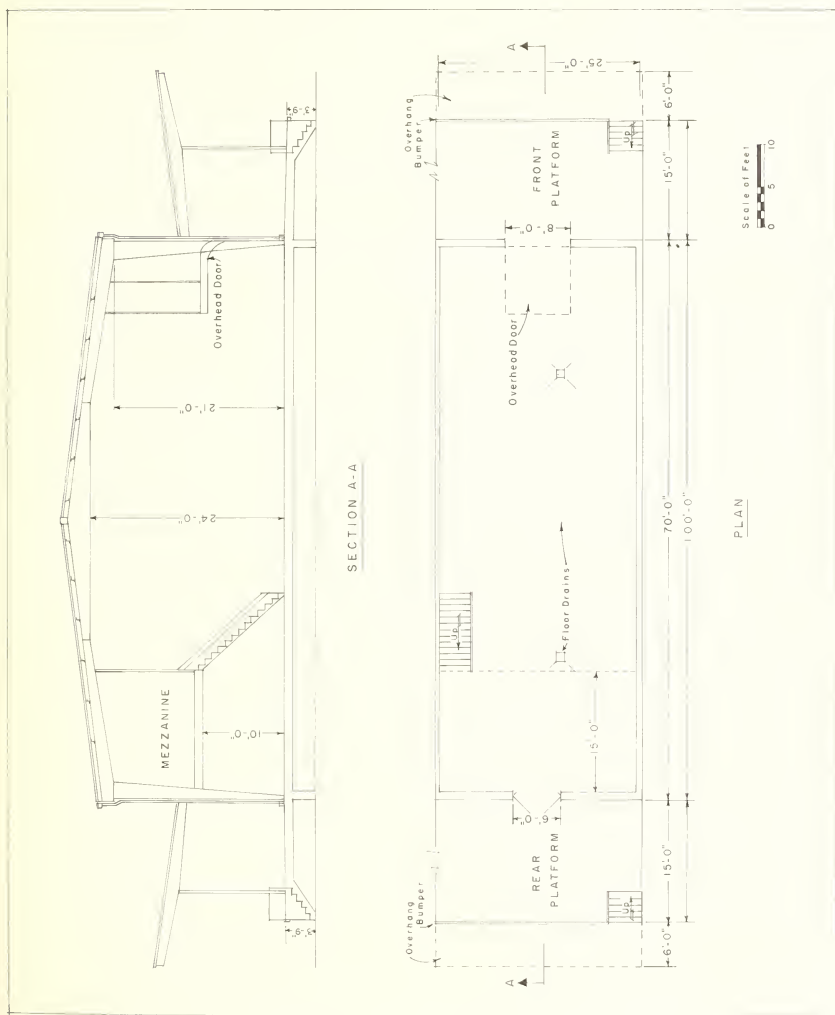 3'-9"
MEZZANINE
10'-0"
24'-0"
21'-0"
Overhead Door
3'-9"
SECTION A-A
A
Overhang
Bumper
REAR
PLATFORM
Up
6'-0"
15'-0"
Up
Floor Drains
Overhead Door
8'-0"
FRONT
PLATFORM
Up
Overhang
Bumper
25'-0"
A
6'-0"
15'-0"
70'-0"
100'-0"
15'-0"
6'-0"
PLAN
Scale of Feet
0 5 10